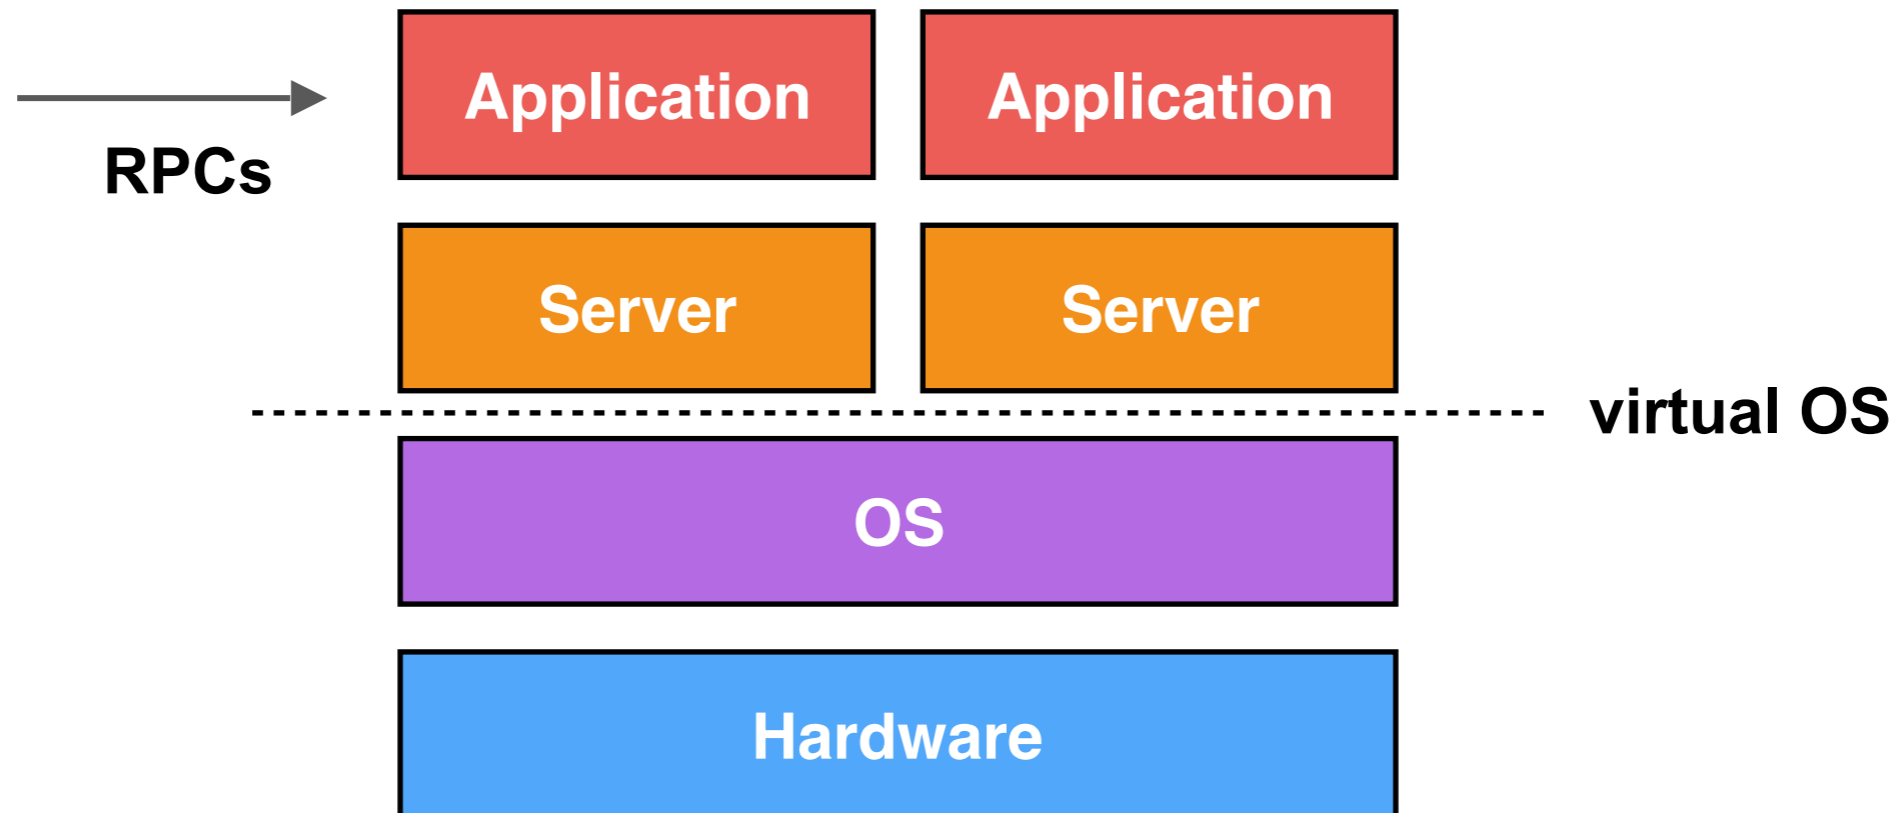 Application
Application
RPCs
Server
Server
virtual OS
OS
Hardware